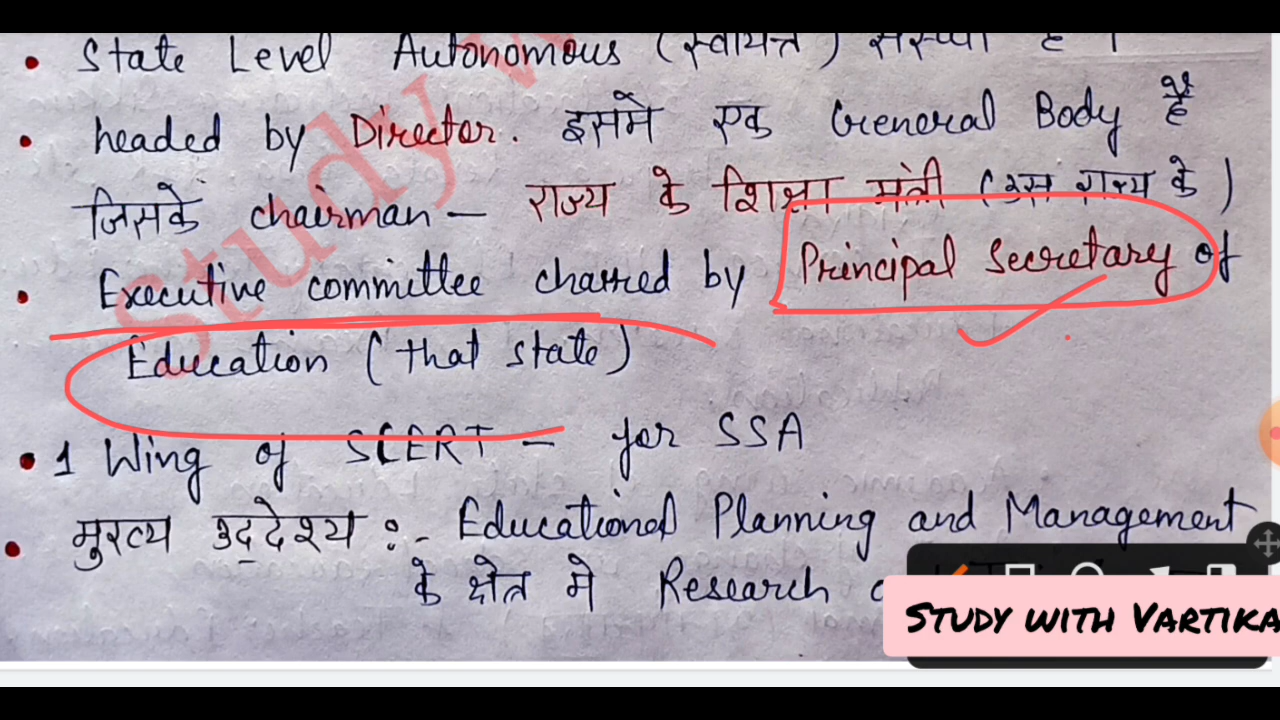 • State Level Autonomous (स्वायत्त) संस्था है ।
• headed by Director. इसमे एक General Body भी है
जिसके chairman – राज्य के शिक्षा मंत्री (उस राज्य के)
• Executive committee chaired by Principal Secretary of
Education (that state)
• 1 Wing of SCERT – for SSA
• मुख्य उद्देश्य :- Educational Planning and Management
के क्षेत्र मे Research
Study with Vartika
Study